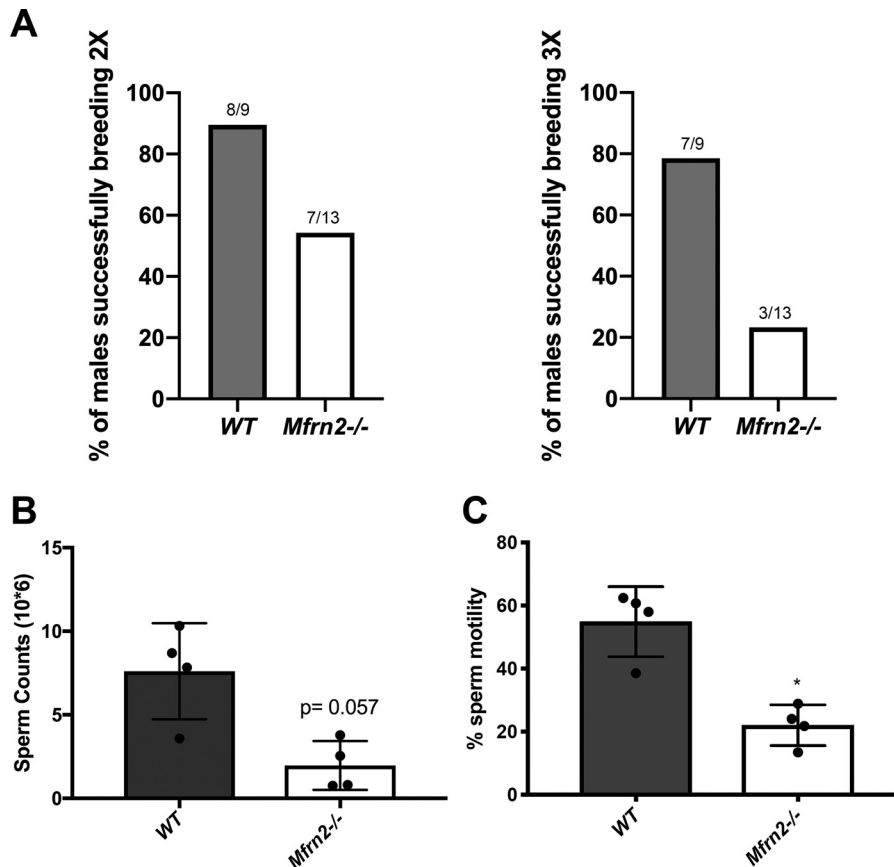 A
% of males successfully breeding 2X
100
80
60
40
20
0
8/9
7/13
WT
Mfrn2-/-
% of males successfully breeding 3X
100
80
60
40
20
0
7/9
3/13
WT
Mfrn2-/-
B
Sperm Counts (10*6)
15
10
5
0
p= 0.057
WT
Mfrn2-/-
C
% sperm motility
80
60
40
20
0
*
WT
Mfrn2-/-